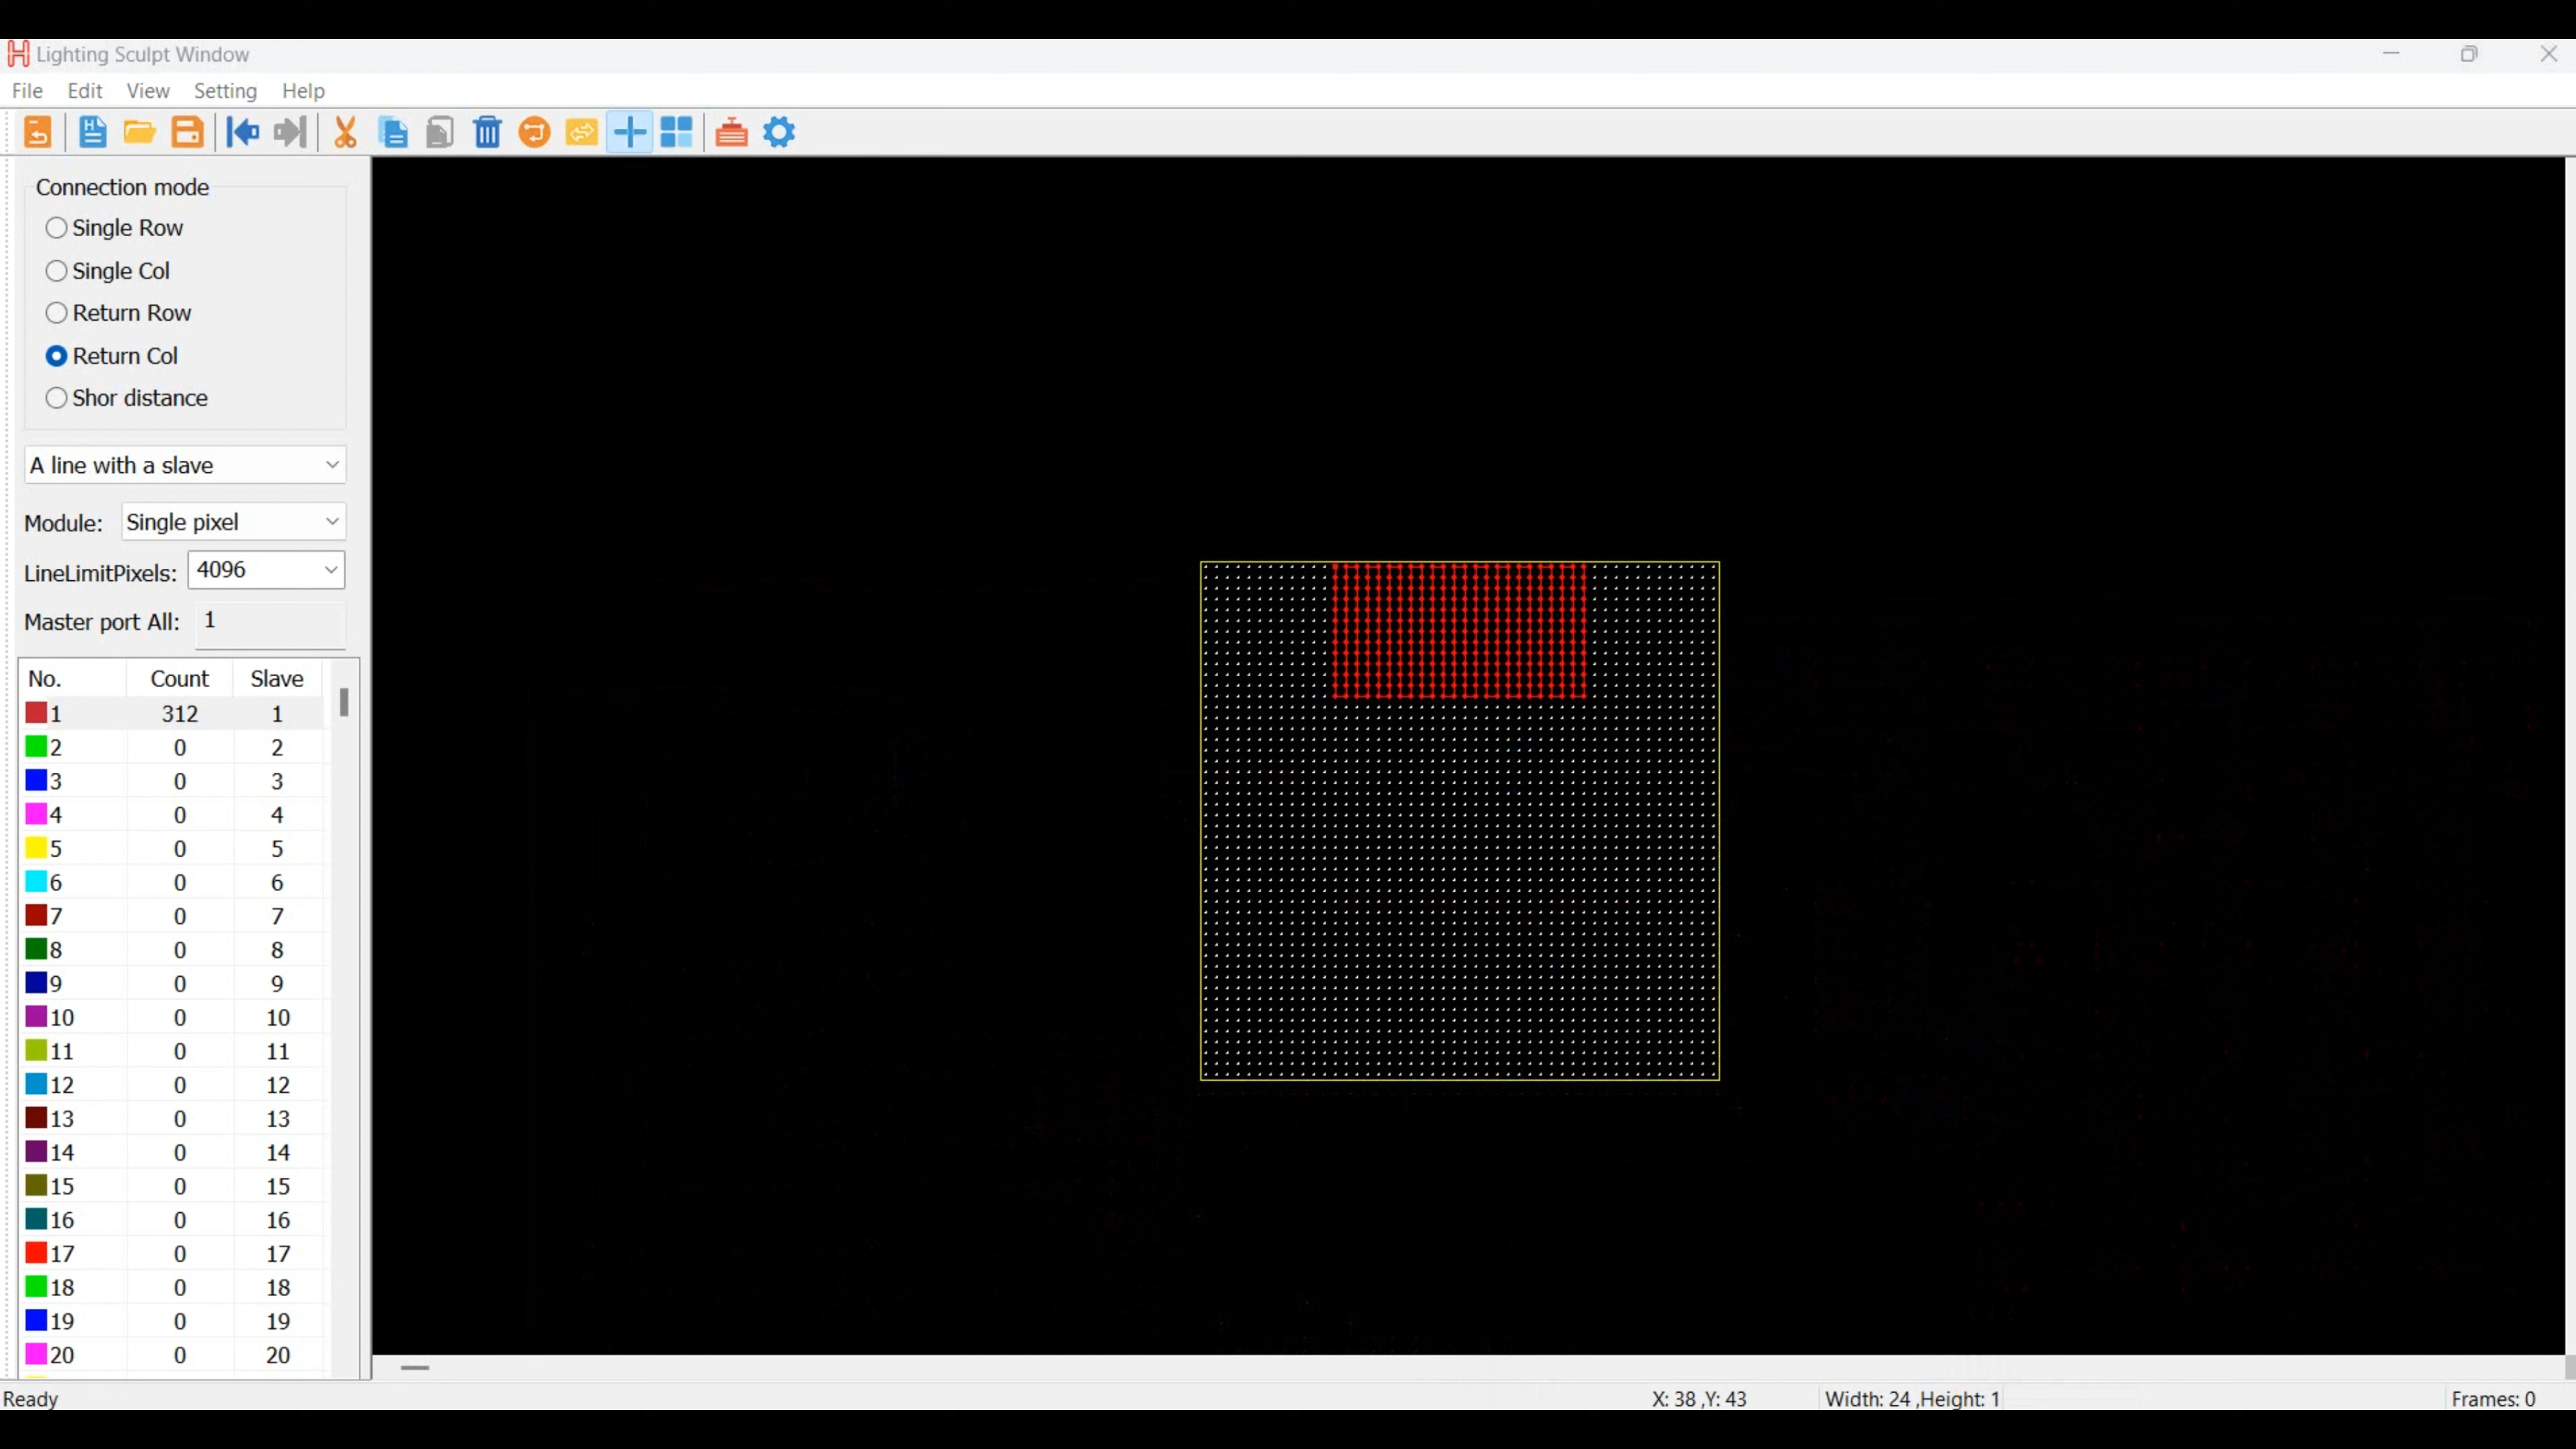 Lighting Sculpt Window
File Edit View Setting Help
Connection mode
Single Row
Single Col
Return Row
Return Col
Shor distance
A line with a slave
Module: Single pixel
LineLimitPixels: 4096
Master port All: 1
No. Count Slave
1 312 1
2 0 2
3 0 3
4 0 4
5 0 5
6 0 6
7 0 7
8 0 8
9 0 9
10 0 10
11 0 11
12 0 12
13 0 13
14 0 14
15 0 15
16 0 16
17 0 17
18 0 18
19 0 19
20 0 20
Ready X: 38 ,Y: 43 Width: 24 ,Height: 1 Frames: 0